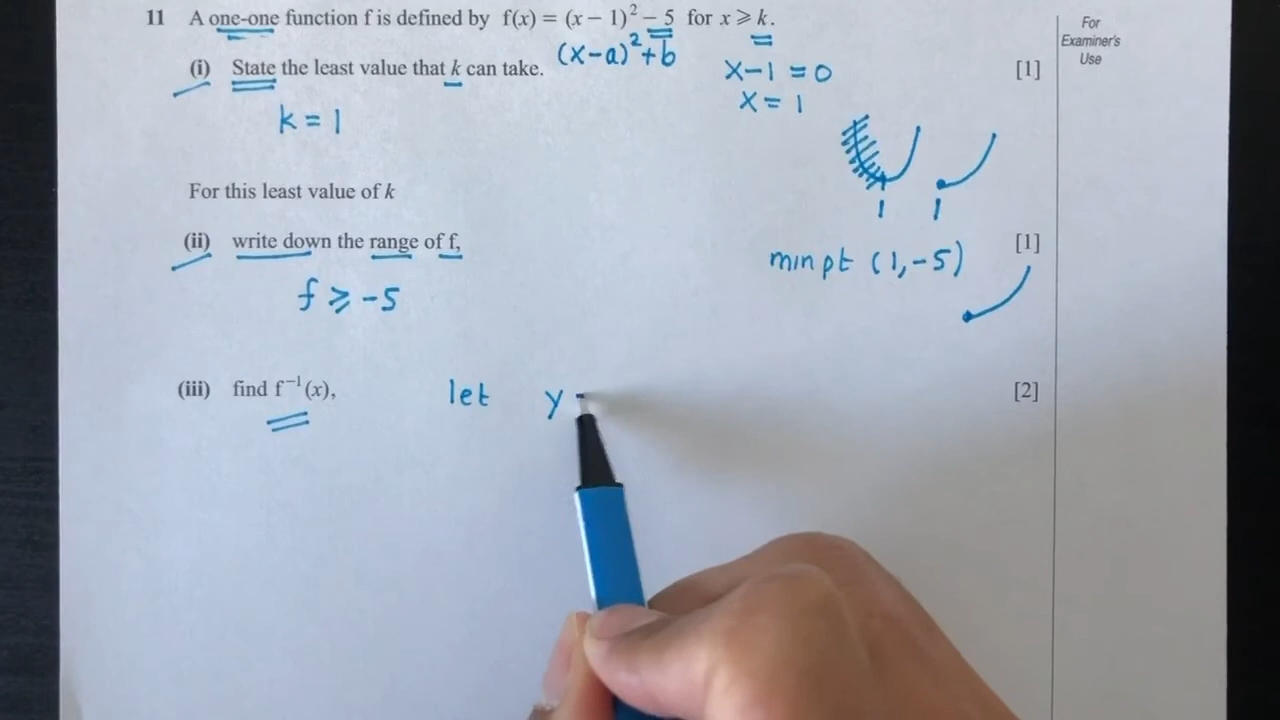 11 A one-one function f is defined by f(x) = (x − 1)² − 5 for x ⩾ k.
For Examiner's Use
(x-a)²+b
(i) State the least value that k can take. [1]
x-1 = 0
x = 1
k = 1
For this least value of k
1 1
(ii) write down the range of f, [1]
min pt (1,-5)
f ⩾ -5
(iii) find f⁻¹(x), [2]
let y =